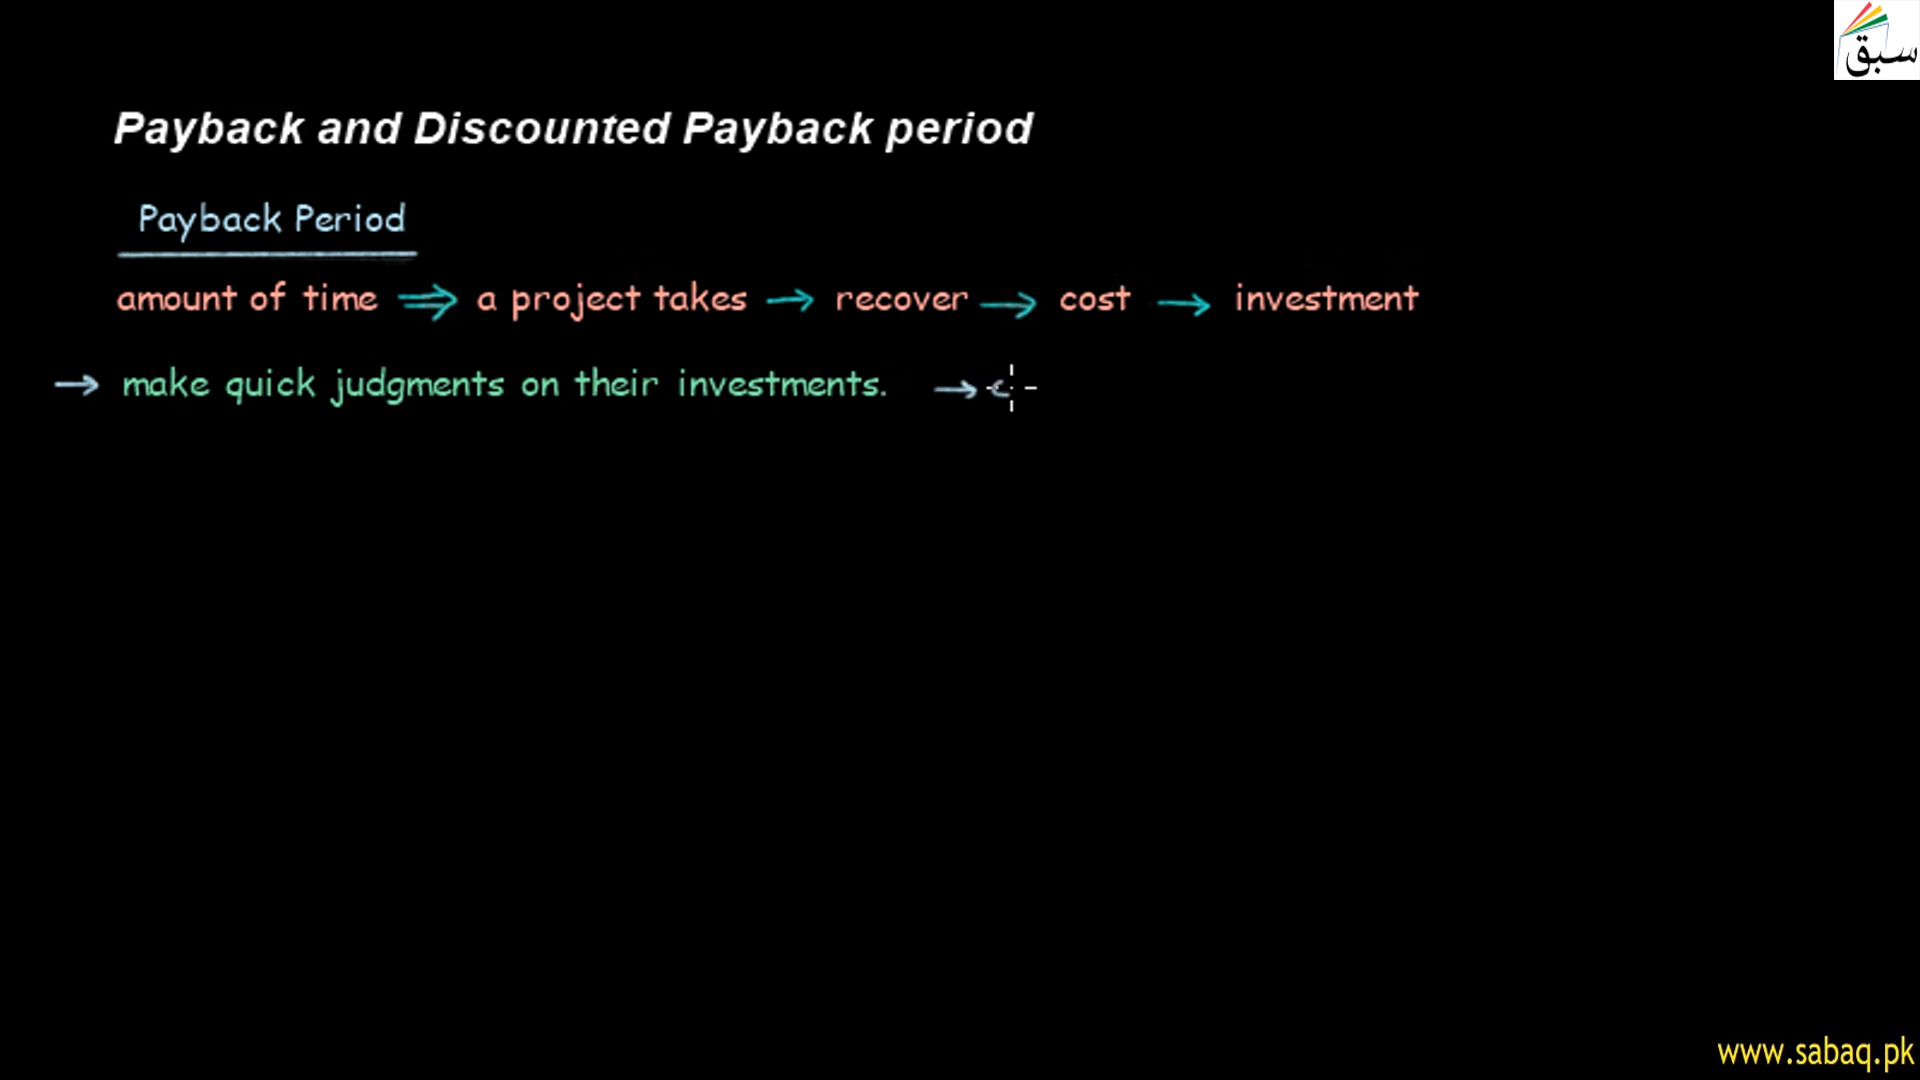 سبق
Payback and Discounted Payback period
Payback Period
amount of time ⇒ a project takes → recover → cost → investment
→ make quick judgments on their investments. → c
www.sabaq.pk